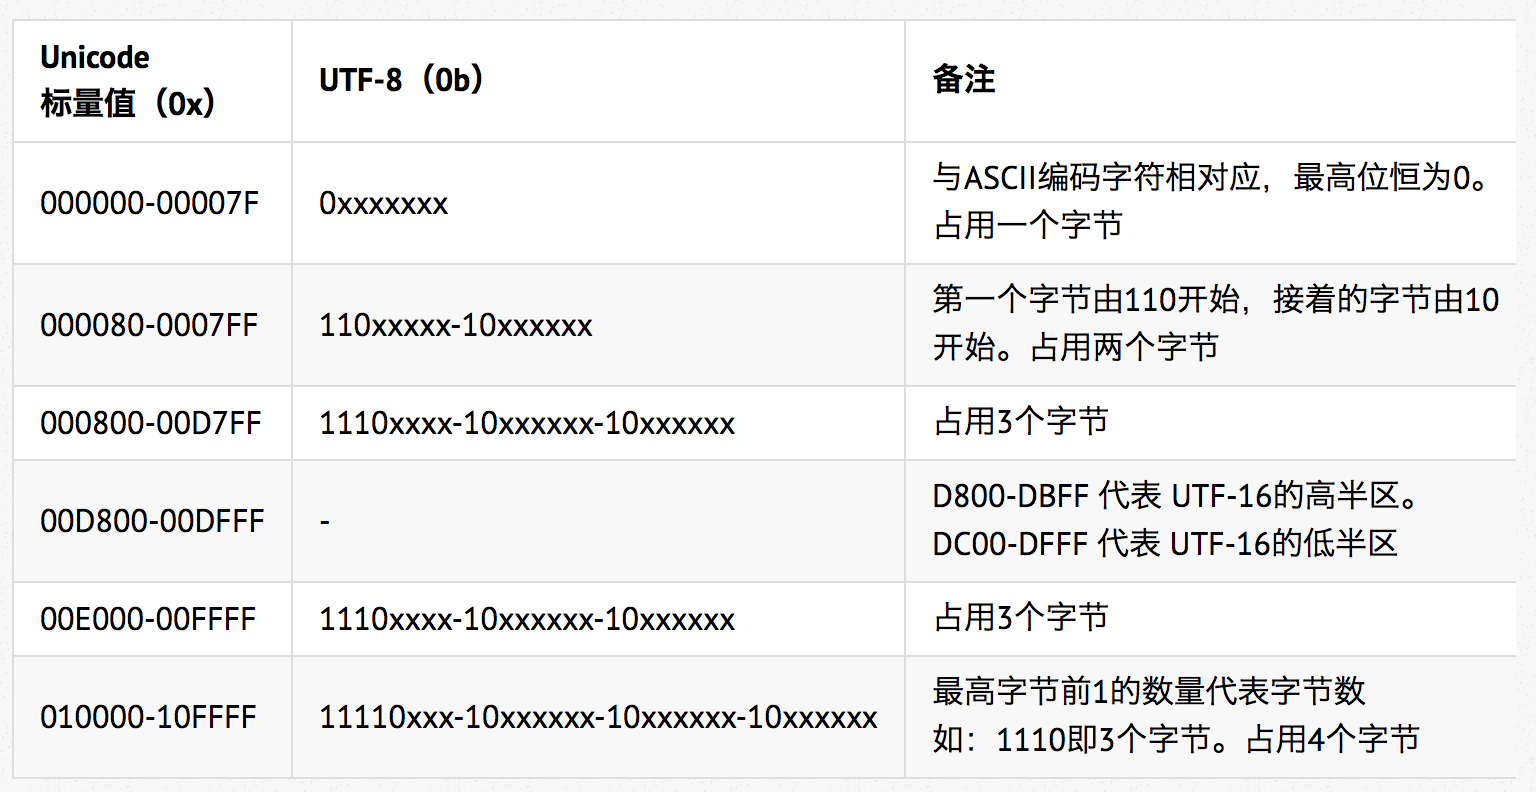 Unicode
标量值（0x）
UTF-8（0b）
备注
000000-00007F
0xxxxxxx
与ASCII编码字符相对应，最高位恒为0。
占用一个字节
000080-0007FF
110xxxxx-10xxxxxx
第一个字节由110开始，接着的字节由10
开始。占用两个字节
000800-00D7FF
1110xxxx-10xxxxxx-10xxxxxx
占用3个字节
00D800-00DFFF
-
D800-DBFF 代表 UTF-16的高半区。
DC00-DFFF 代表 UTF-16的低半区
00E000-00FFFF
1110xxxx-10xxxxxx-10xxxxxx
占用3个字节
010000-10FFFF
11110xxx-10xxxxxx-10xxxxxx-10xxxxxx
最高字节前1的数量代表字节数
如：1110即3个字节。占用4个字节